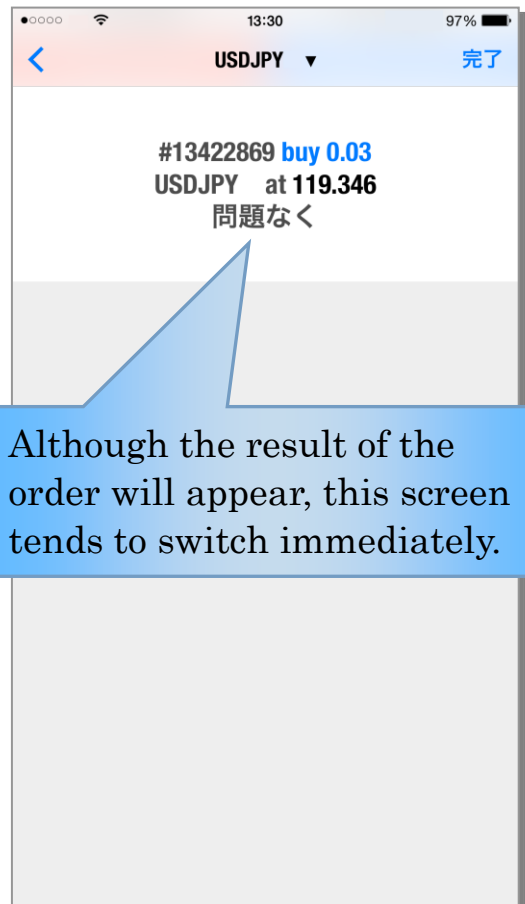 13:30 97%
USDJPY ▼ 完了
#13422869 buy 0.03
USDJPY at 119.346
問題なく
Although the result of the
order will appear, this screen
tends to switch immediately.